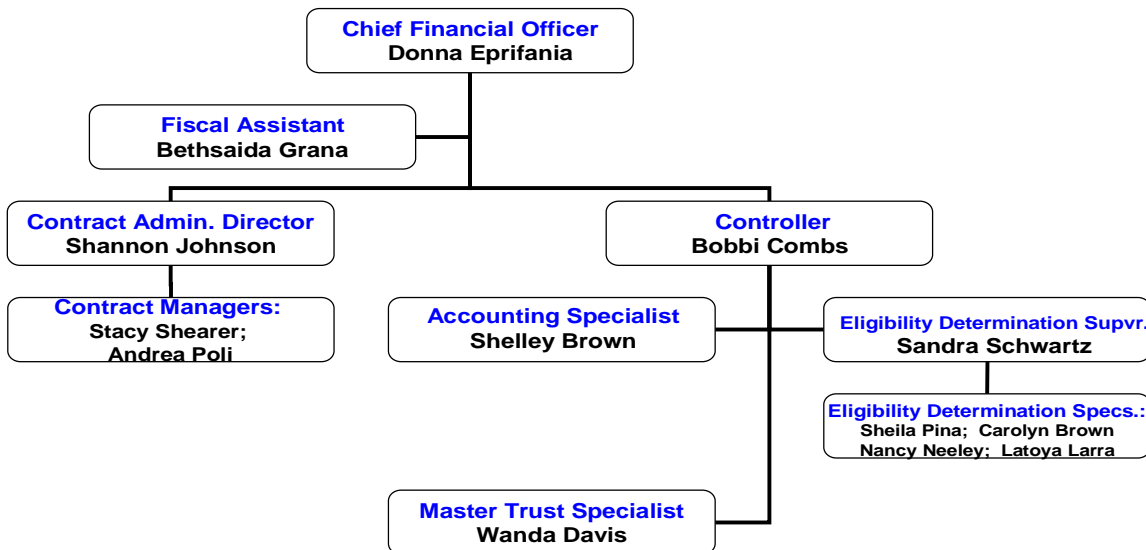 Chief Financial Officer
Donna Eprifania
Fiscal Assistant
Bethsaida Grana
Contract Admin. Director
Shannon Johnson
Controller
Bobbi Combs
Contract Managers:
Stacy Shearer;
Andrea Poli
Accounting Specialist
Shelley Brown
Eligibility Determination Supvr.
Sandra Schwartz
Eligibility Determination Specs.:
Sheila Pina; Carolyn Brown
Nancy Neeley; Latoya Larra
Master Trust Specialist
Wanda Davis